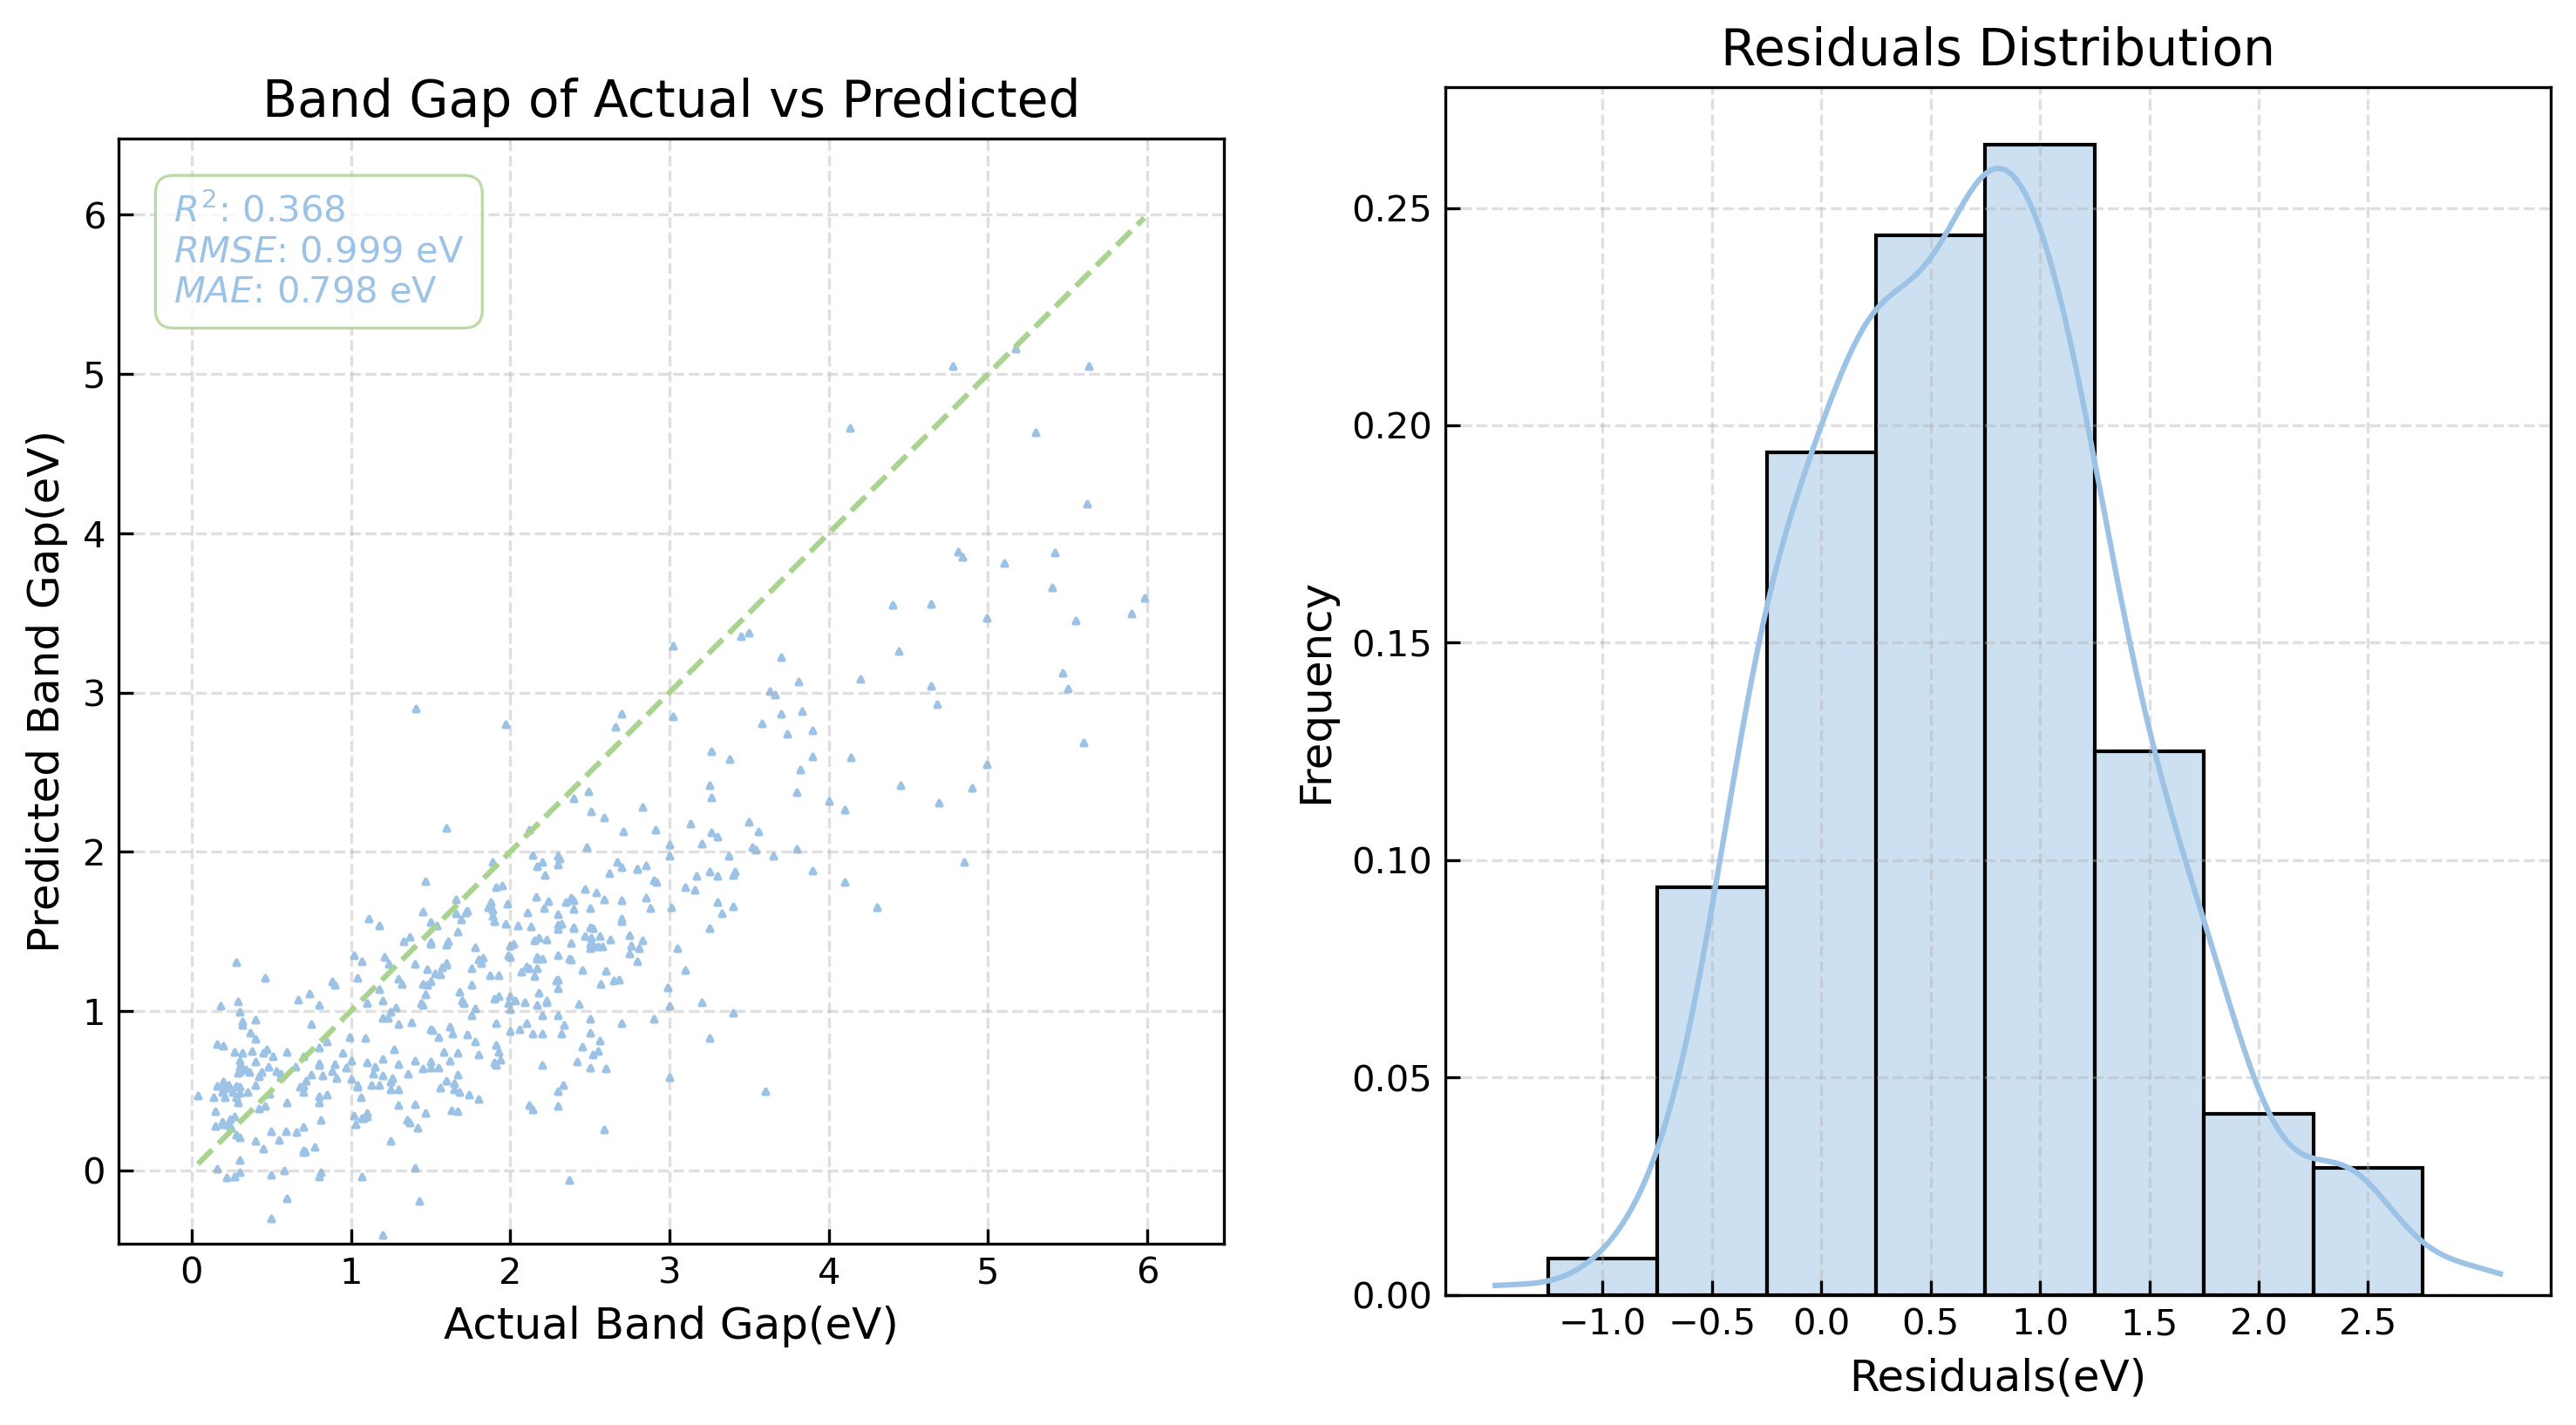 Band Gap of Actual vs Predicted
R²: 0.368
RMSE: 0.999 eV
MAE: 0.798 eV
Predicted Band Gap(eV)
6
5
4
3
2
1
0
0 1 2 3 4 5 6
Actual Band Gap(eV)
Residuals Distribution
Frequency
0.25
0.20
0.15
0.10
0.05
0.00
−1.0 −0.5 0.0 0.5 1.0 1.5 2.0 2.5
Residuals(eV)